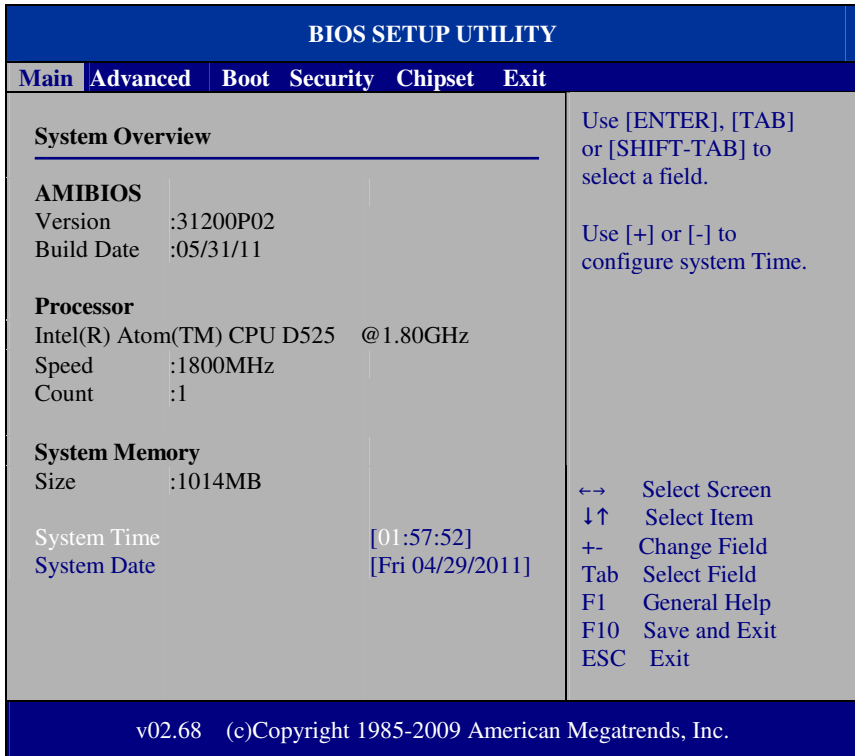 BIOS SETUP UTILITY
Main Advanced Boot Security Chipset Exit
System Overview
AMIBIOS
Version :31200P02
Build Date :05/31/11
Processor
Intel(R) Atom(TM) CPU D525 @1.80GHz
Speed :1800MHz
Count :1
System Memory
Size :1014MB
System Time [01:57:52]
System Date [Fri 04/29/2011]
Use [ENTER], [TAB]
or [SHIFT-TAB] to
select a field.
Use [+] or [-] to
configure system Time.
←→ Select Screen
↓↑ Select Item
+- Change Field
Tab Select Field
F1 General Help
F10 Save and Exit
ESC Exit
v02.68 (c)Copyright 1985-2009 American Megatrends, Inc.